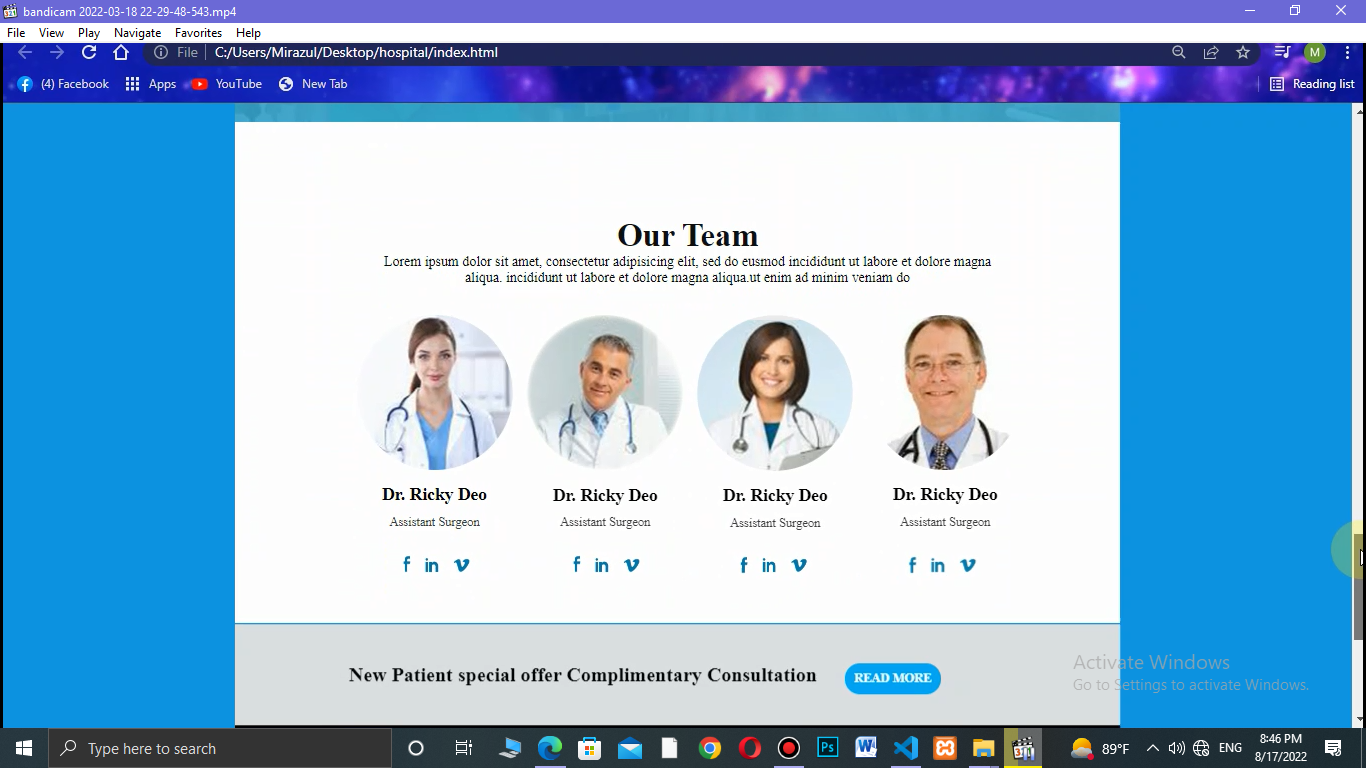 bandicam 2022-03-18 22-29-48-543.mp4
File View Play Navigate Favorites Help
File C:/Users/Mirazul/Desktop/hospital/index.html M
(4) Facebook Apps YouTube New Tab Reading list
Our Team
Lorem ipsum dolor sit amet, consectetur adipisicing elit, sed do eusmod incididunt ut labore et dolore magna
aliqua. incididunt ut labore et dolore magna aliqua.ut enim ad minim veniam do
Dr. Ricky Deo Dr. Ricky Deo Dr. Ricky Deo Dr. Ricky Deo
Assistant Surgeon Assistant Surgeon Assistant Surgeon Assistant Surgeon
f in v f in v f in v f in v
New Patient special offer Complimentary Consultation READ MORE
Activate Windows
Go to Settings to activate Windows.
Type here to search Ps W 321 89°F ENG 8:46 PM
8/17/2022